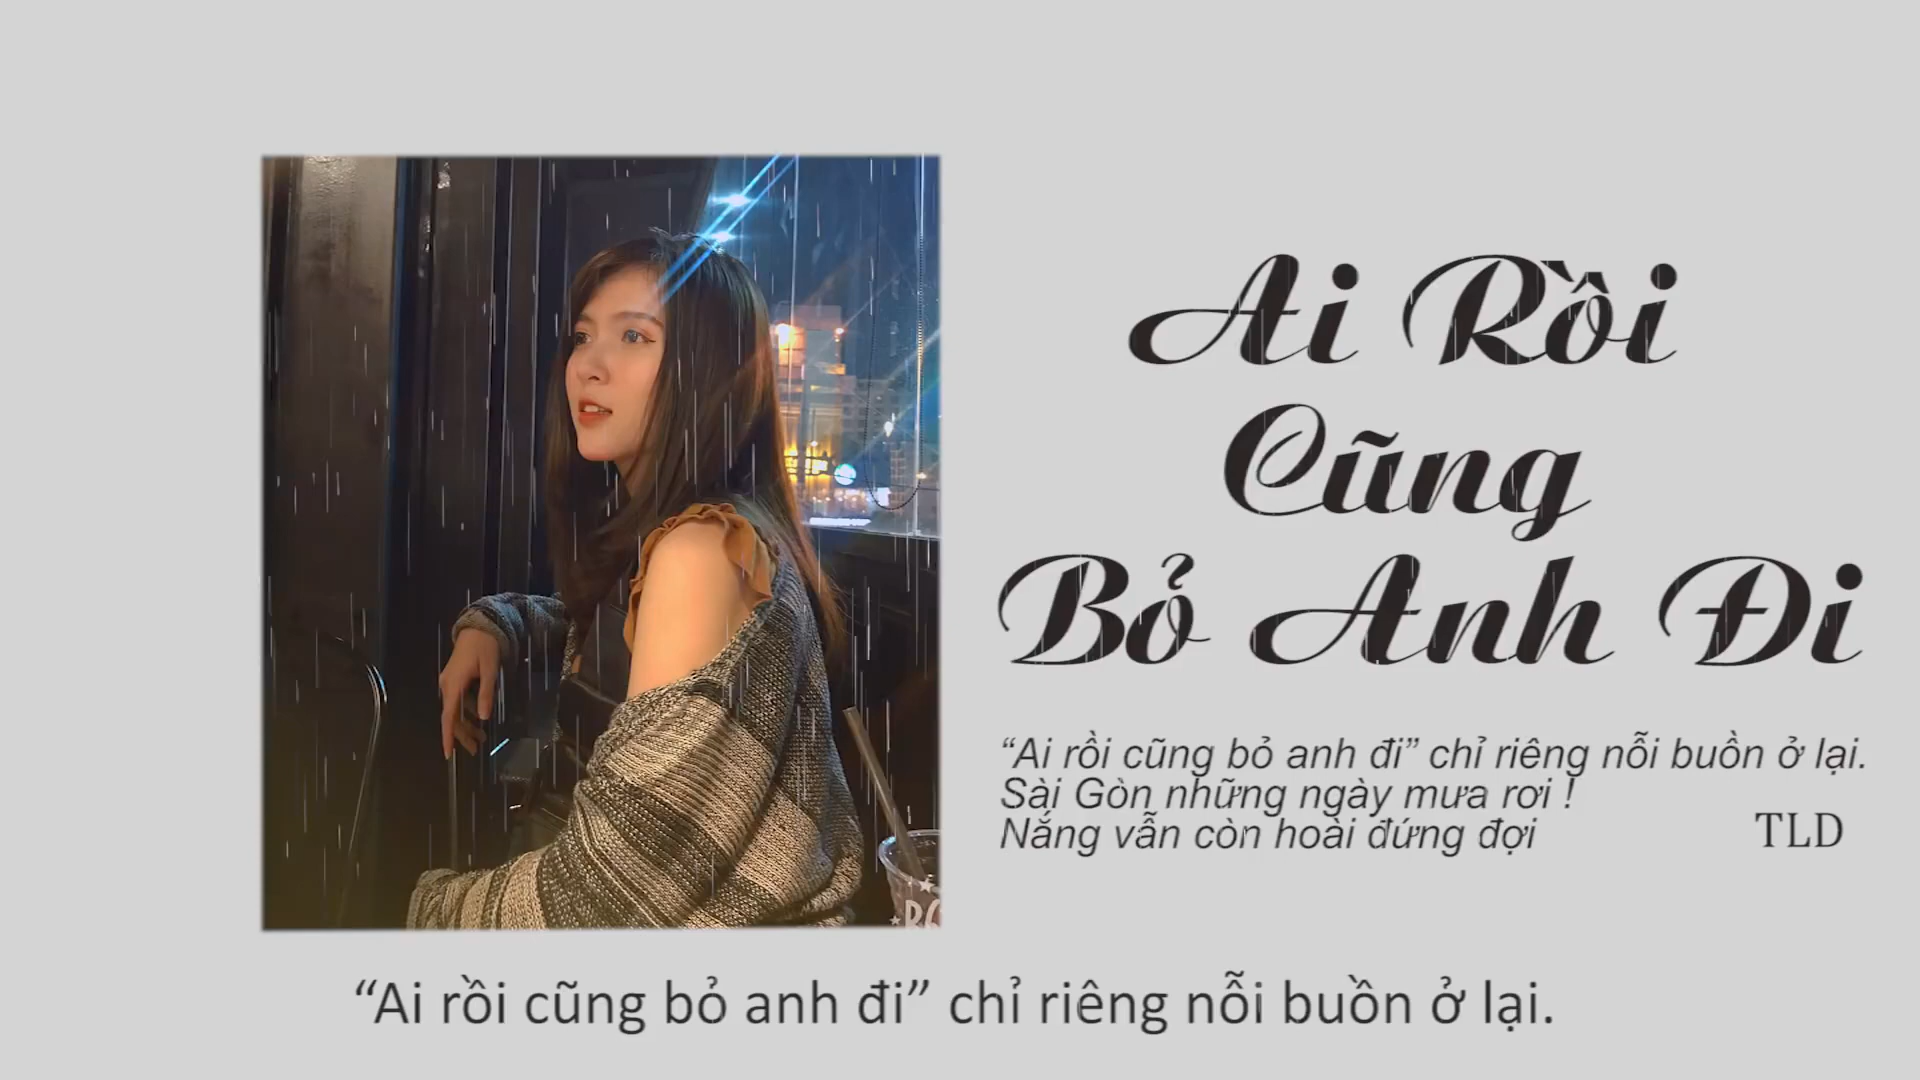 Ai Rồi
Cũng
Bỏ Anh Đi
“Ai rồi cũng bỏ anh đi” chỉ riêng nỗi buồn ở lại.
Sài Gòn những ngày mưa rơi !
Nắng vẫn còn hoài đứng đợi
TLD
“Ai rồi cũng bỏ anh đi” chỉ riêng nỗi buồn ở lại.